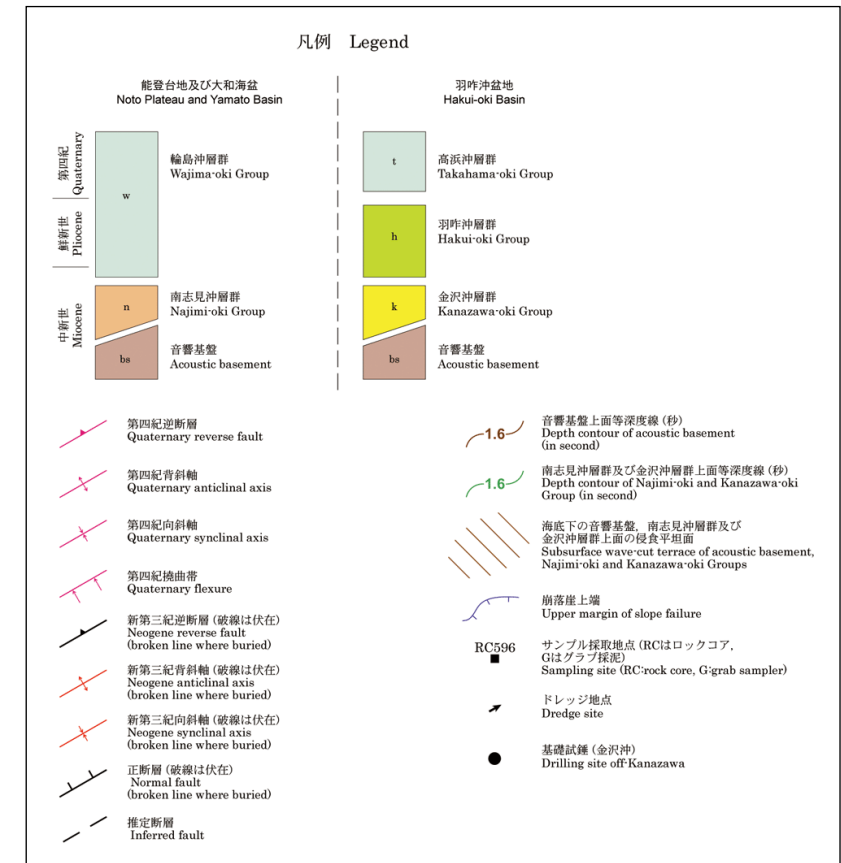 凡例 Legend
能登台地及び大和海盆
Noto Plateau and Yamato Basin
羽咋沖盆地
Hakui-oki Basin
第四紀
Quaternary
鮮新世
Pliocene
中新世
Miocene
w
輪島沖層群
Wajima-oki Group
n
南志見沖層群
Najimi-oki Group
bs
音響基盤
Acoustic basement
t
高浜沖層群
Takahama-oki Group
h
羽咋沖層群
Hakui-oki Group
k
金沢沖層群
Kanazawa-oki Group
bs
音響基盤
Acoustic basement
第四紀逆断層
Quaternary reverse fault
第四紀背斜軸
Quaternary anticlinal axis
第四紀向斜軸
Quaternary synclinal axis
第四紀撓曲帯
Quaternary flexure
新第三紀逆断層 (破線は伏在)
Neogene reverse fault
(broken line where buried)
新第三紀背斜軸 (破線は伏在)
Neogene anticlinal axis
(broken line where buried)
新第三紀向斜軸 (破線は伏在)
Neogene synclinal axis
(broken line where buried)
正断層 (破線は伏在)
Normal fault
(broken line where buried)
推定断層
Inferred fault
1.6
音響基盤上面等深度線 (秒)
Depth contour of acoustic basement
(in second)
1.6
南志見沖層群及び金沢沖層群上面等深度線 (秒)
Depth contour of Najimi-oki and Kanazawa-oki
Group (in second)
海底下の音響基盤，南志見沖層群及び
金沢沖層群上面の侵食平坦面
Subsurface wave-cut terrace of acoustic basement,
Najimi-oki and Kanazawa-oki Groups
崩落崖上端
Upper margin of slope failure
RC596
サンプル採取地点 (RCはロックコア，
Gはグラブ採泥)
Sampling site (RC:rock core, G:grab sampler)
ドレッジ地点
Dredge site
基礎試錐 (金沢沖)
Drilling site off-Kanazawa